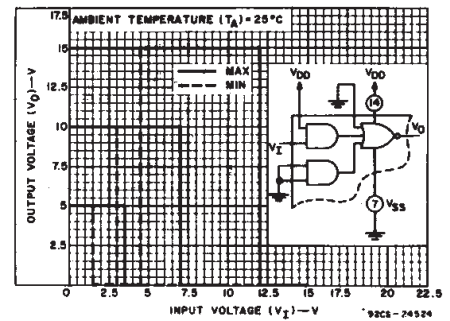 17.5
AMBIENT TEMPERATURE (TA) = 25°C
15
MAX
MIN
VDD
VDD
14
12.5
10
VO
VI
7.5
5
7
VSS
2.5
OUTPUT VOLTAGE (VO)—V
0
2.5
5
7.5
10
12.5
15
17.5
20
22.5
INPUT VOLTAGE (VI)—V
92CS-24524